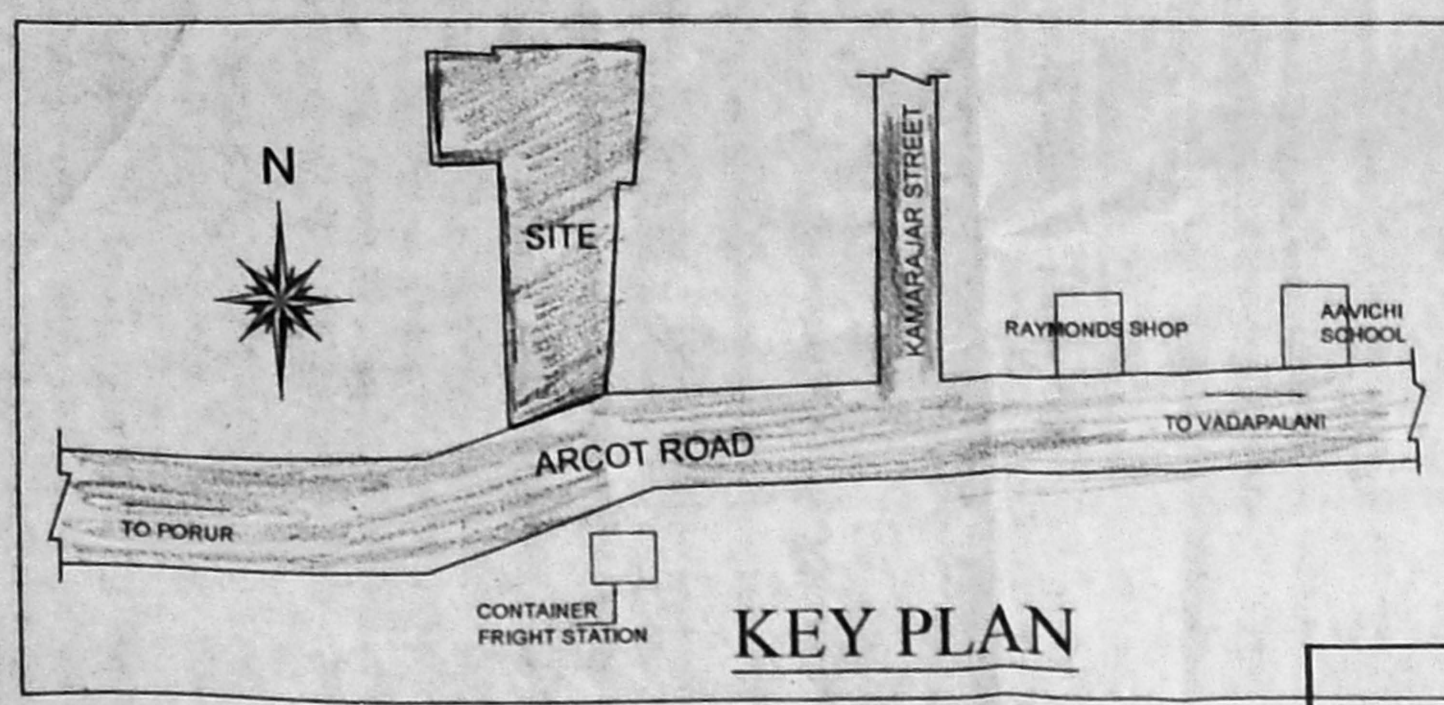 N
SITE
KAMARAJAR STREET
RAYMONDS SHOP
AAVICHI
SCHOOL
ARCOT ROAD
TO VADAPALANI
TO PORUR
CONTAINER
FRIGHT STATION
KEY PLAN